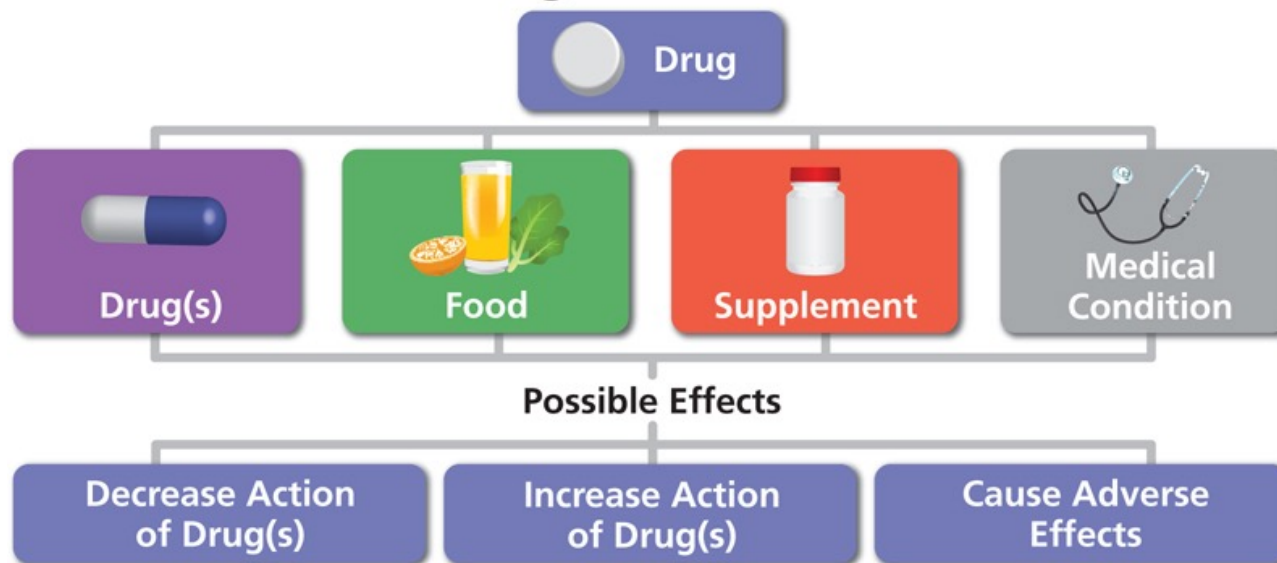 Drug
Drug(s)
Food
Supplement
Medical
Condition
Possible Effects
Decrease Action
of Drug(s)
Increase Action
of Drug(s)
Cause Adverse
Effects